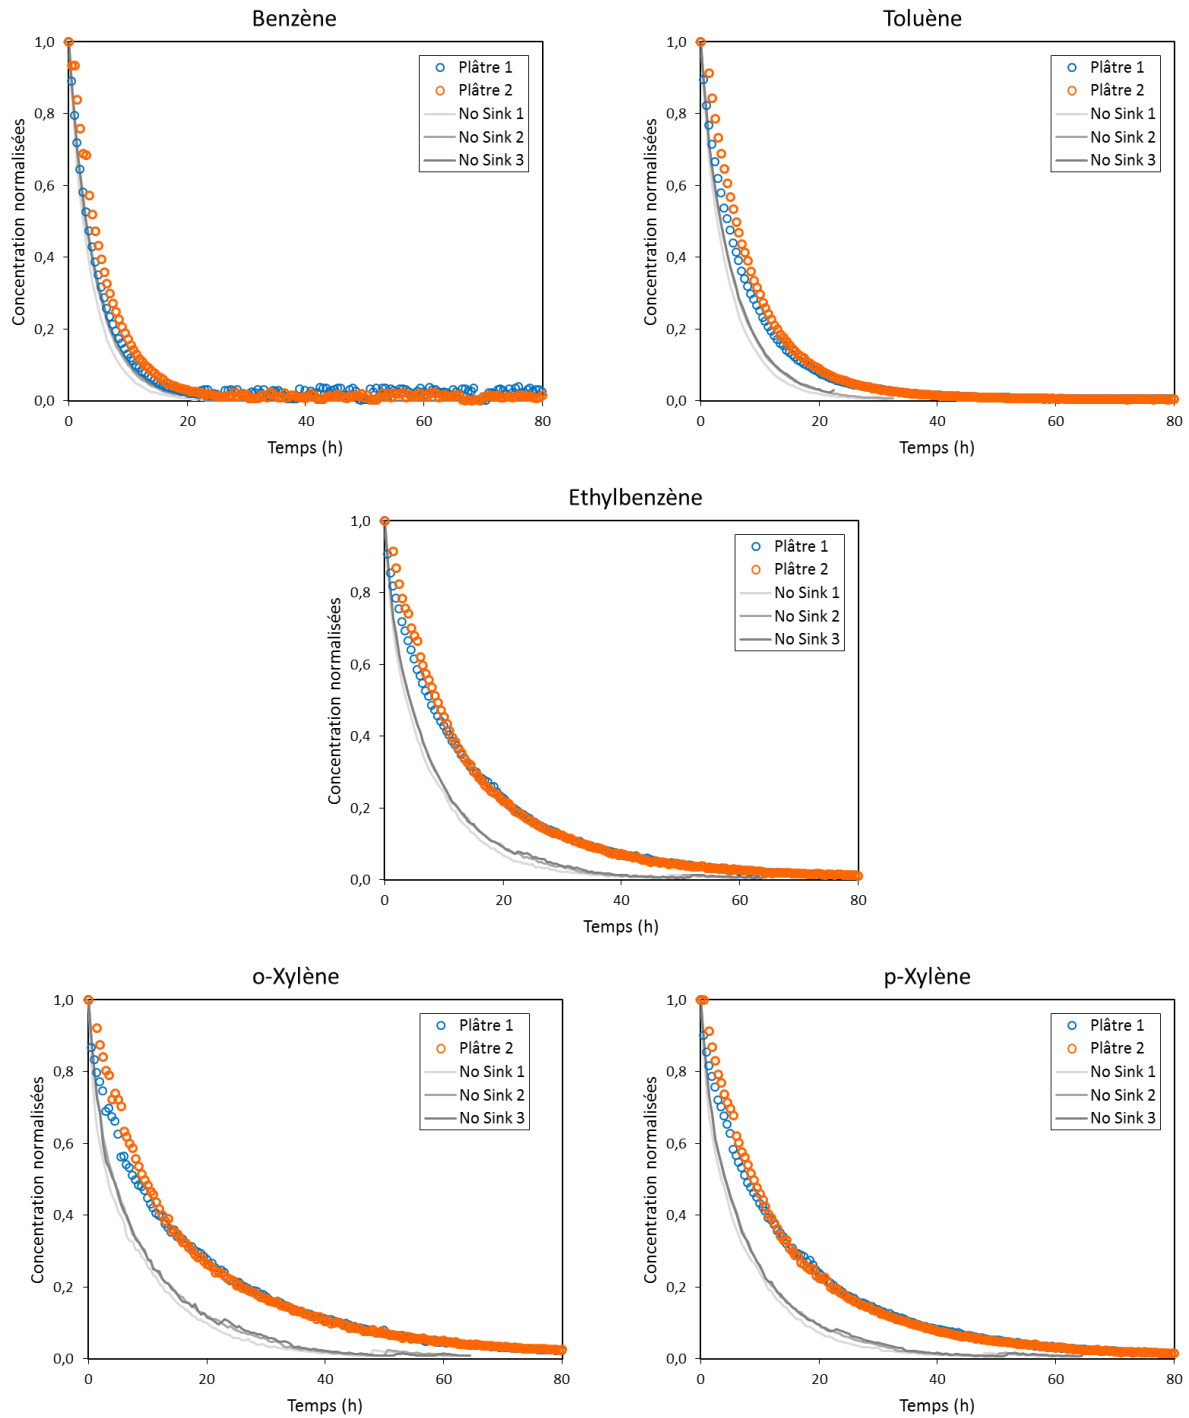 Benzène
Concentration normalisées
1,0
0,8
0,6
0,4
0,2
0,0
0 20 40 60 80
Temps (h)
Plâtre 1
Plâtre 2
No Sink 1
No Sink 2
No Sink 3
Toluène
Concentration normalisées
1,0
0,8
0,6
0,4
0,2
0,0
0 20 40 60 80
Temps (h)
Plâtre 1
Plâtre 2
No Sink 1
No Sink 2
No Sink 3
Ethylbenzène
Concentration normalisées
1,0
0,8
0,6
0,4
0,2
0,0
0 20 40 60 80
Temps (h)
Plâtre 1
Plâtre 2
No Sink 1
No Sink 2
No Sink 3
o-Xylène
Concentration normalisées
1,0
0,8
0,6
0,4
0,2
0,0
0 20 40 60 80
Temps (h)
Plâtre 1
Plâtre 2
No Sink 1
No Sink 2
No Sink 3
p-Xylène
Concentration normalisées
1,0
0,8
0,6
0,4
0,2
0,0
0 20 40 60 80
Temps (h)
Plâtre 1
Plâtre 2
No Sink 1
No Sink 2
No Sink 3